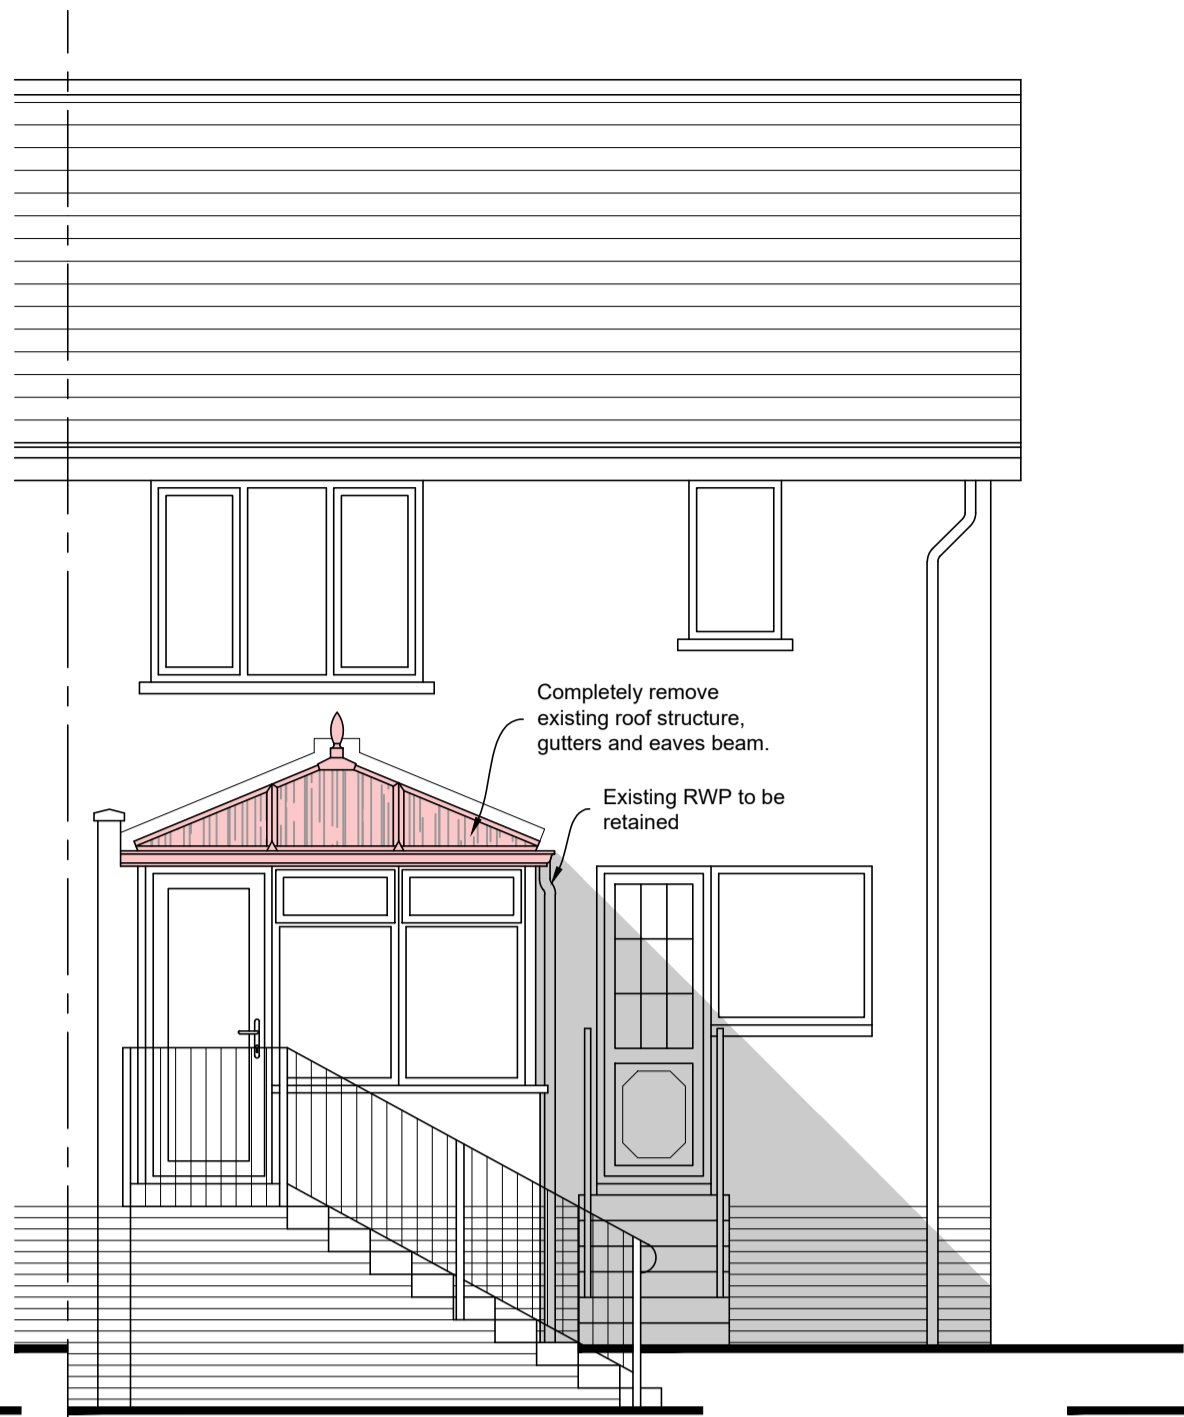 Completely remove
existing roof structure,
gutters and eaves beam.
Existing RWP to be
retained